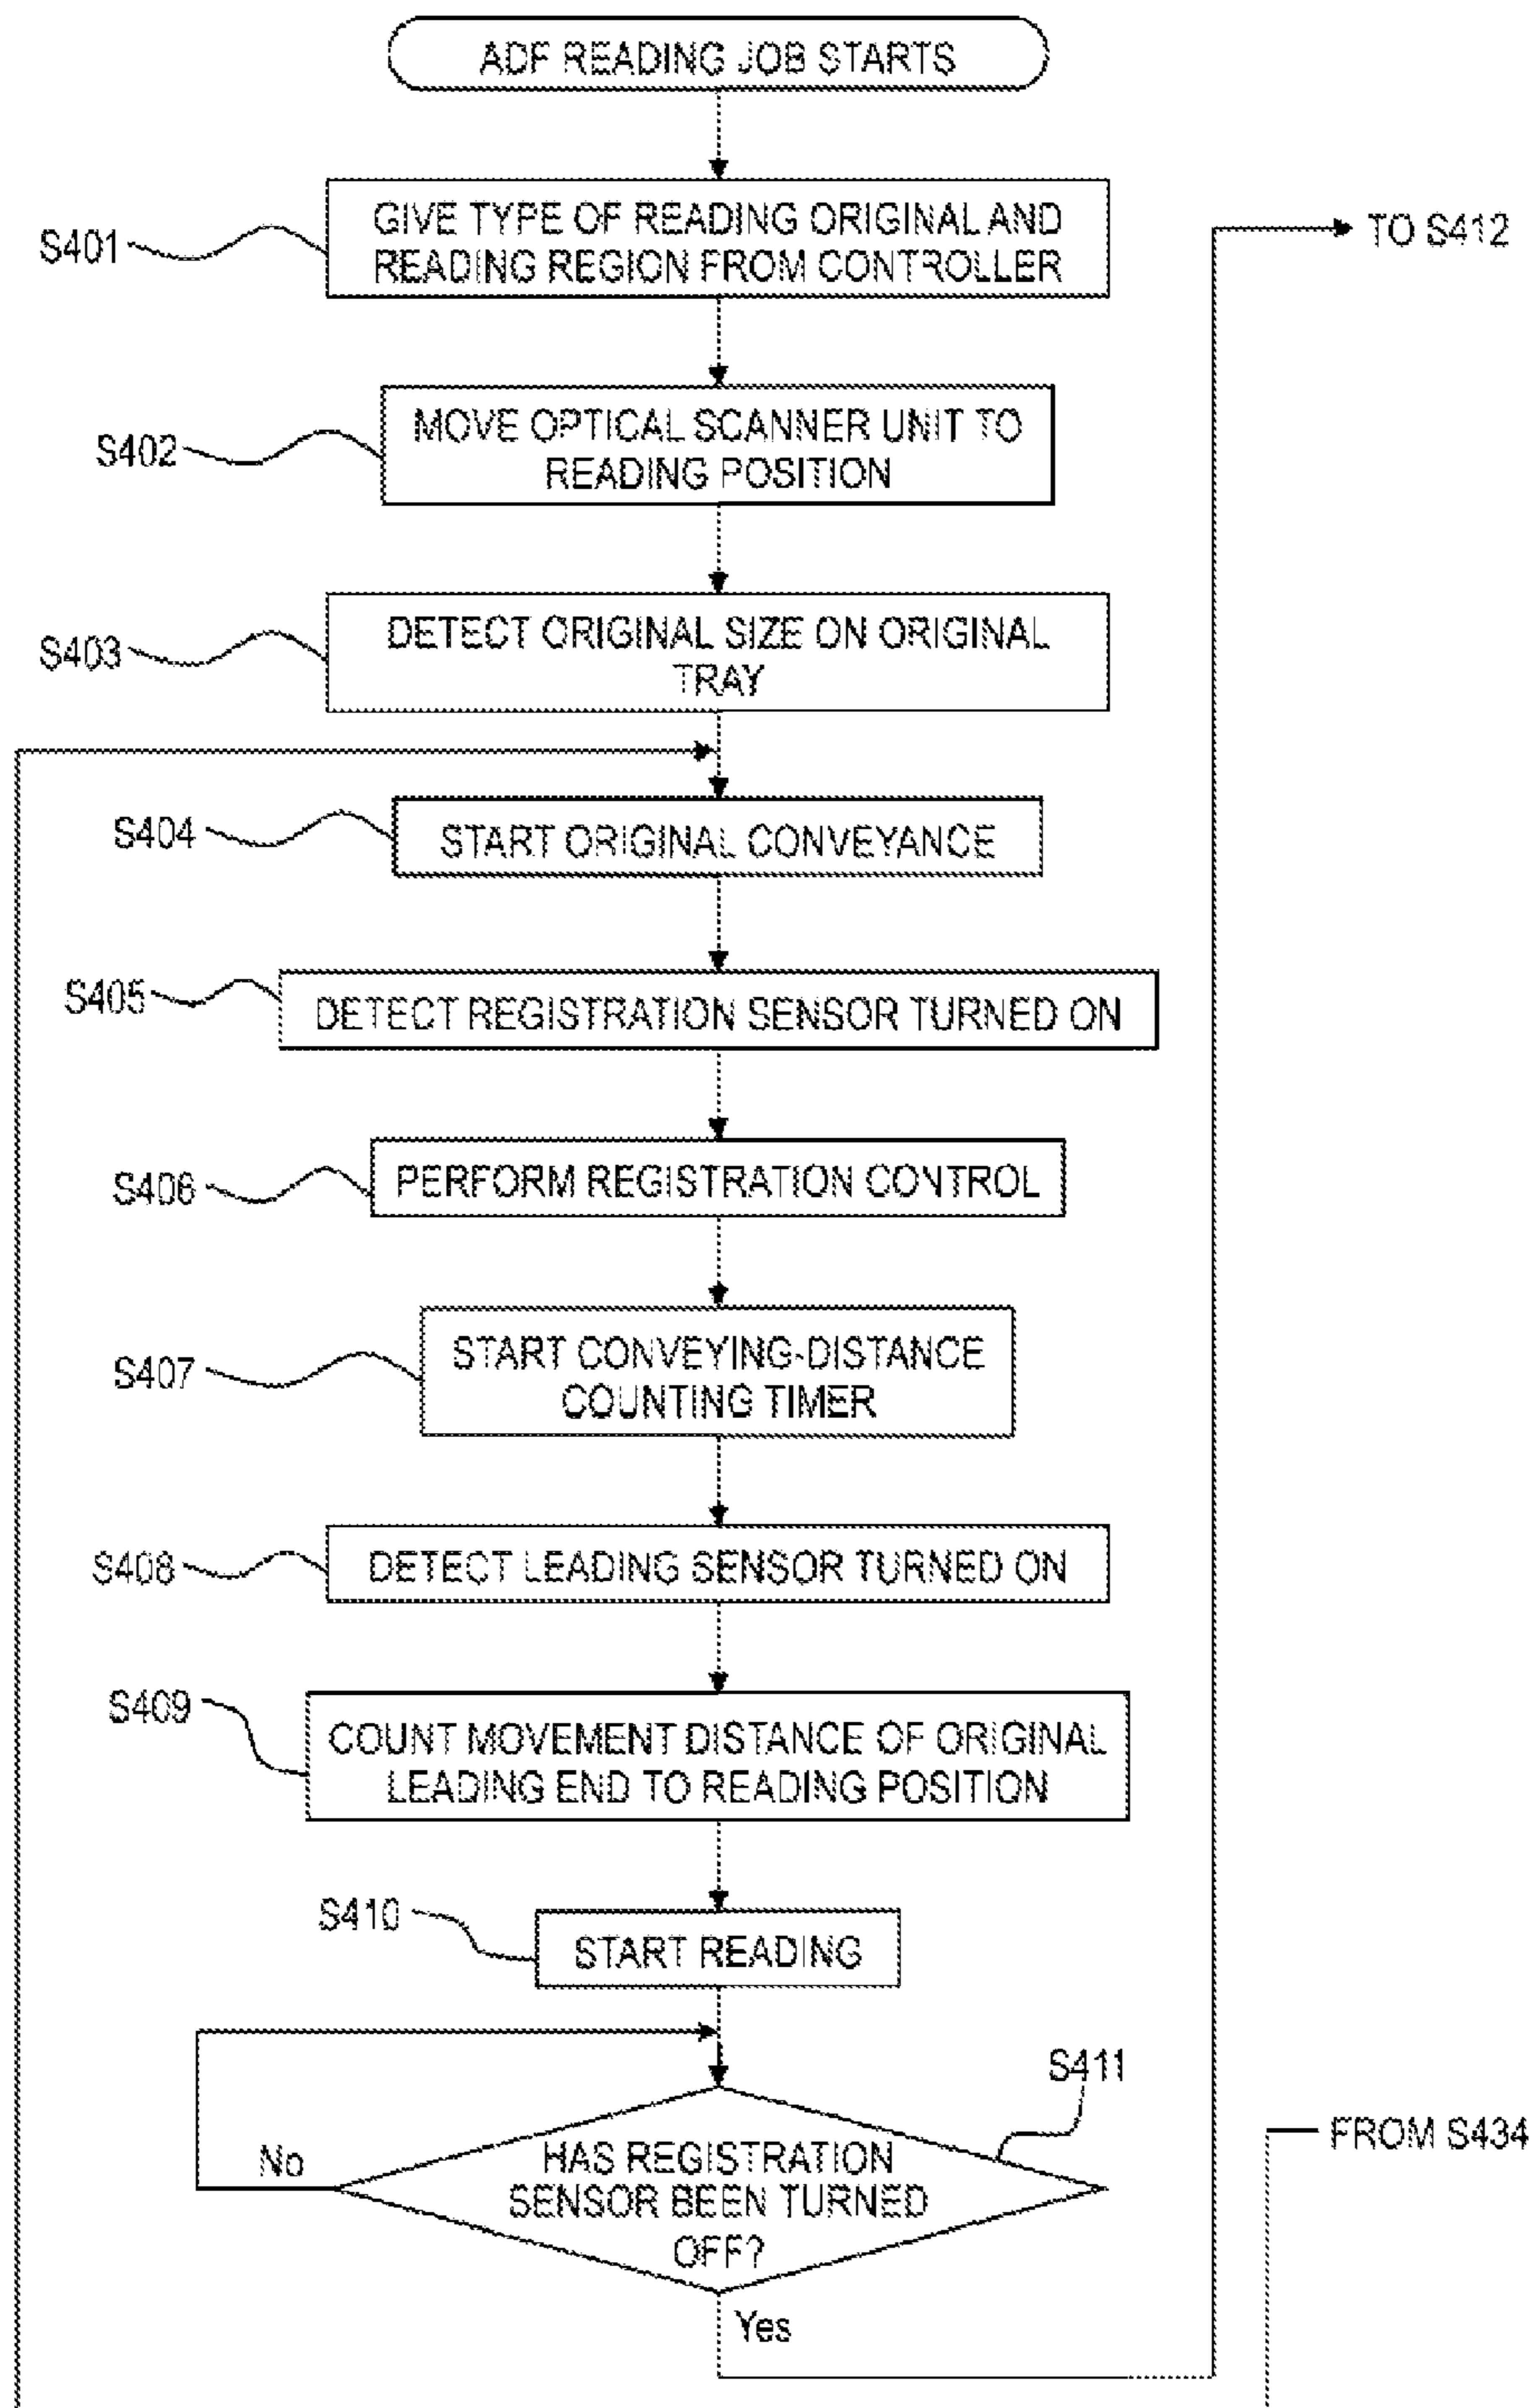 ADF READING JOB STARTS
S401
GIVE TYPE OF READING ORIGINAL AND
READING REGION FROM CONTROLLER
TO S412
S402
MOVE OPTICAL SCANNER UNIT TO
READING POSITION
S403
DETECT ORIGINAL SIZE ON ORIGINAL
TRAY
S404
START ORIGINAL CONVEYANCE
S405
DETECT REGISTRATION SENSOR TURNED ON
S406
PERFORM REGISTRATION CONTROL
S407
START CONVEYING-DISTANCE
COUNTING TIMER
S408
DETECT LEADING SENSOR TURNED ON
S409
COUNT MOVEMENT DISTANCE OF ORIGINAL
LEADING END TO READING POSITION
S410
START READING
S411
HAS REGISTRATION
SENSOR BEEN TURNED
OFF?
No
Yes
FROM S434